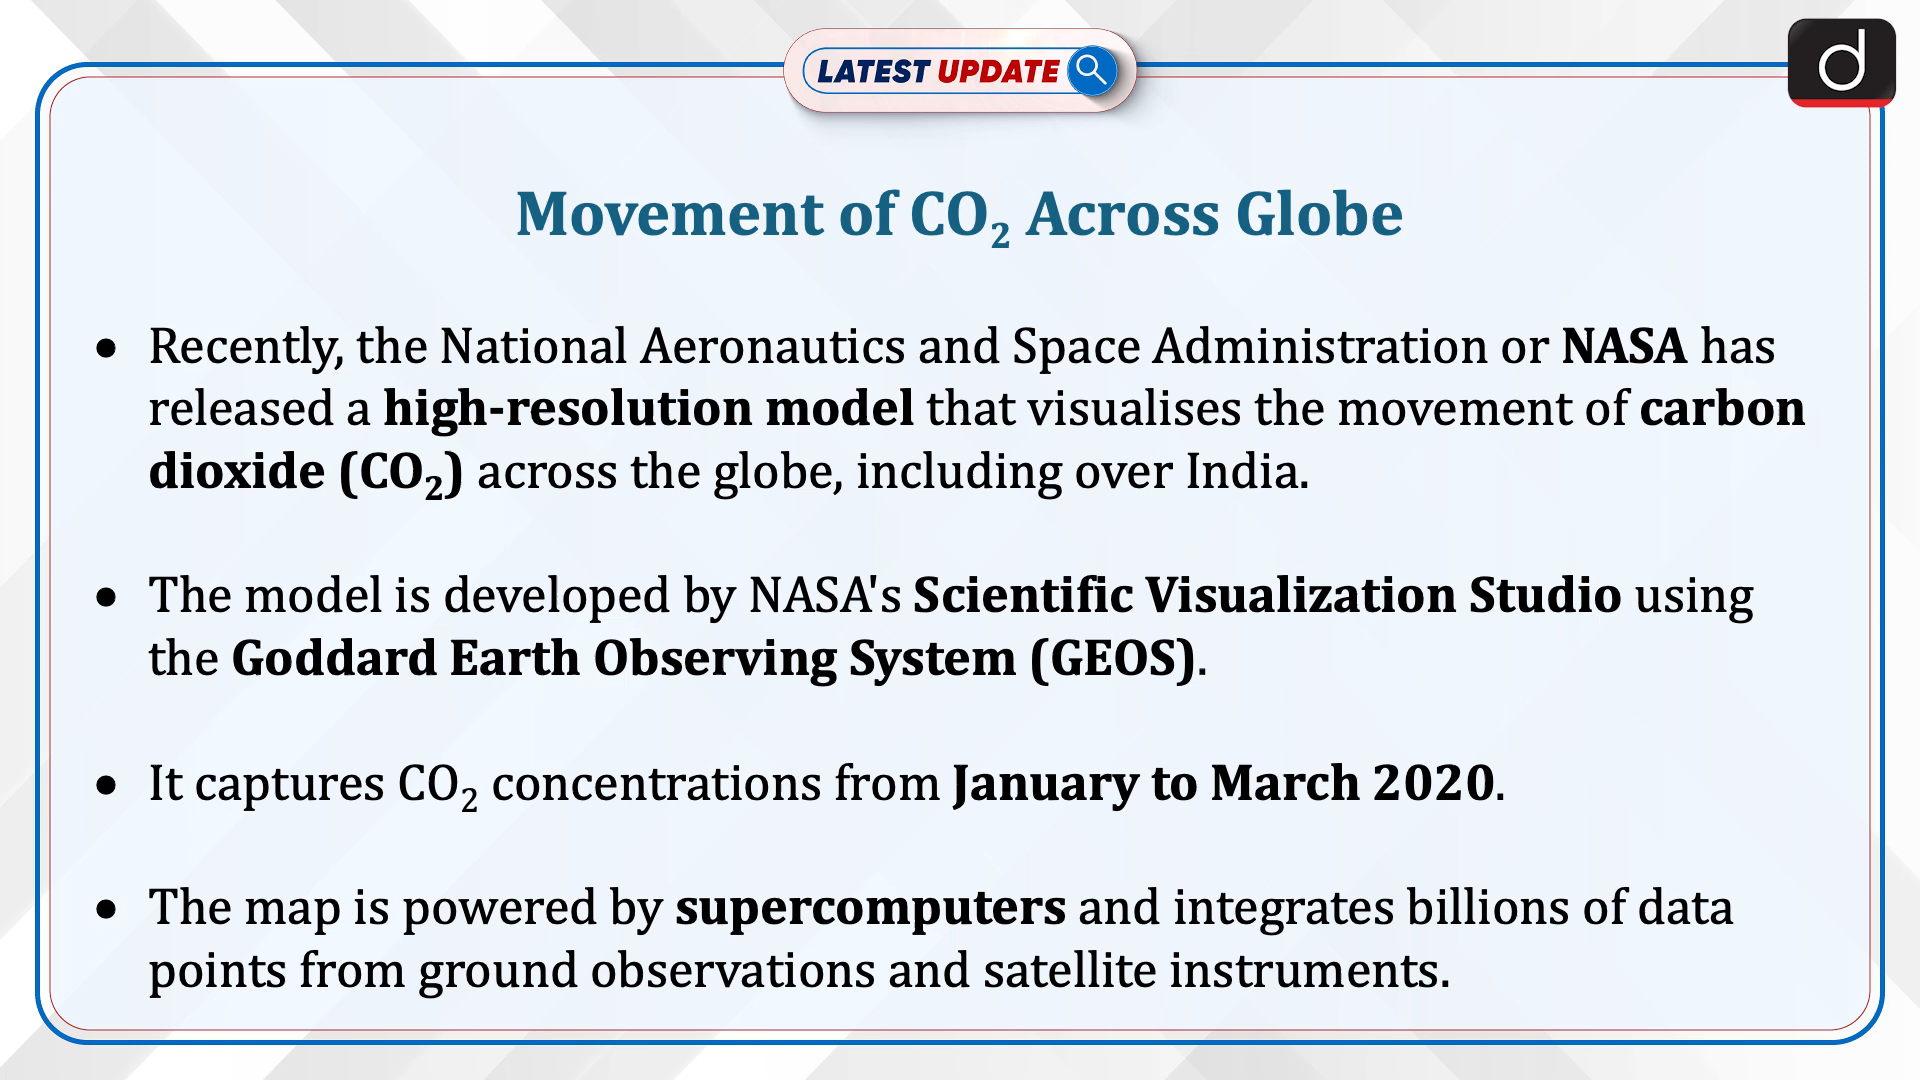 LATEST UPDATE
d
Movement of CO₂ Across Globe
• Recently, the National Aeronautics and Space Administration or NASA has
released a high-resolution model that visualises the movement of carbon
dioxide (CO₂) across the globe, including over India.
• The model is developed by NASA's Scientific Visualization Studio using
the Goddard Earth Observing System (GEOS).
• It captures CO₂ concentrations from January to March 2020.
• The map is powered by supercomputers and integrates billions of data
points from ground observations and satellite instruments.